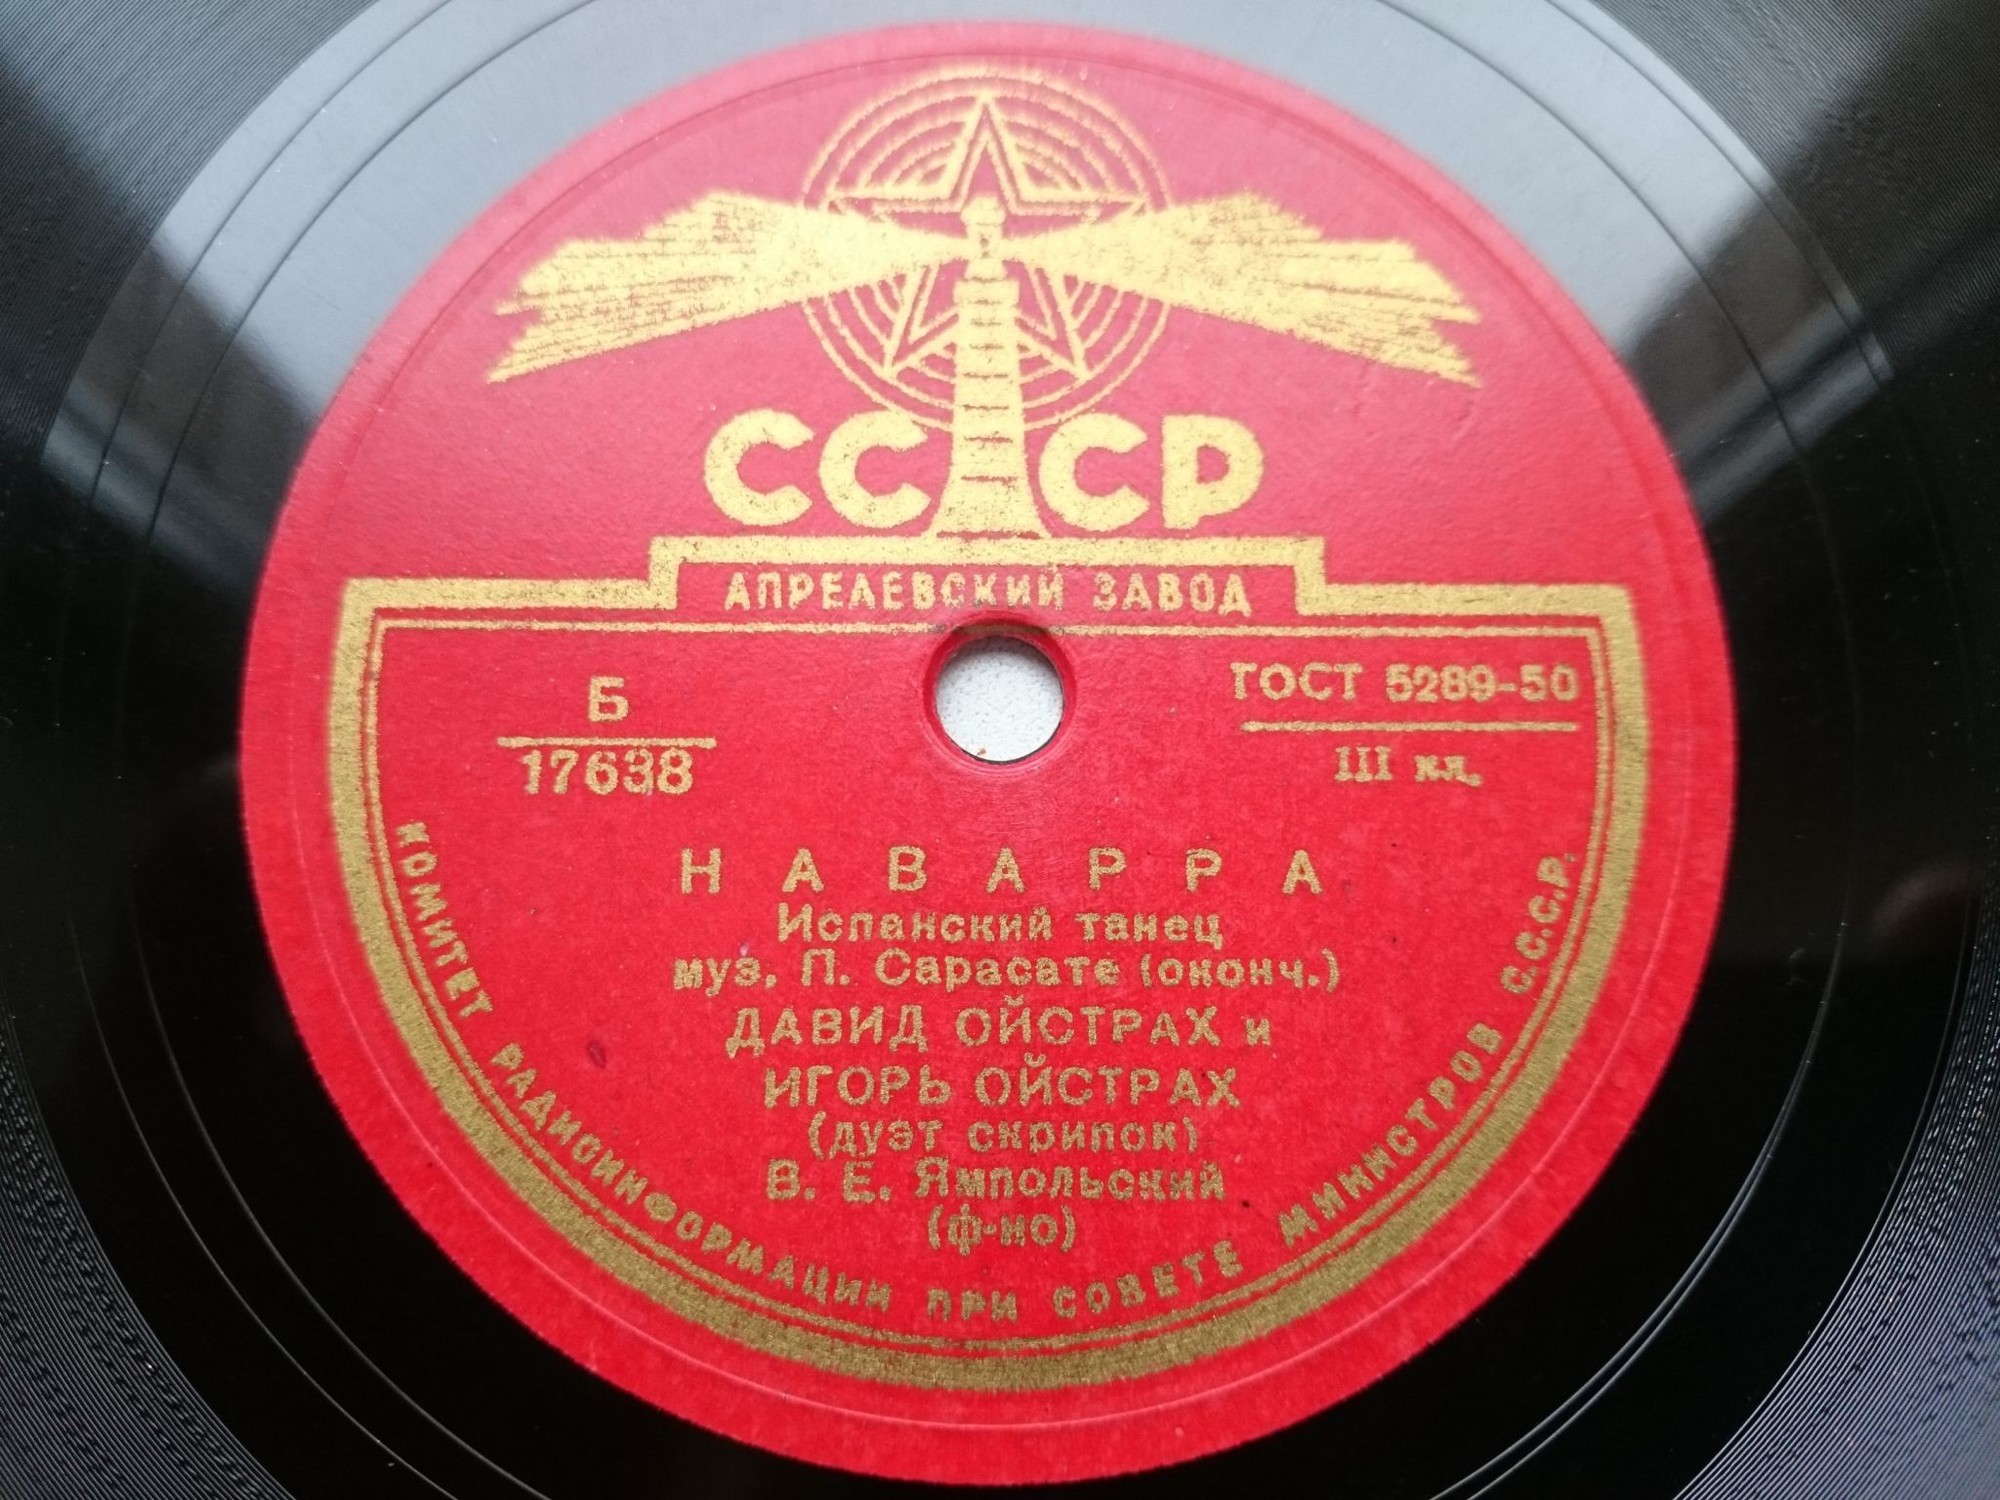 СССР
АПРЕЛЕВСКИЙ ЗАВОД
Б
17638
ГОСТ 5289-50
III кл.
НАВАРРА
Испанский танец
муз. П. Сарасате (оконч.)
ДАВИД ОЙСТРАХ и
ИГОРЬ ОЙСТРАХ
(дуэт скрипок)
В. Е. Ямпольский
(ф-но)
КОМИТЕТ РАДИОИНФОРМАЦИИ ПРИ СОВЕТЕ МИНИСТРОВ С.С.С.Р.